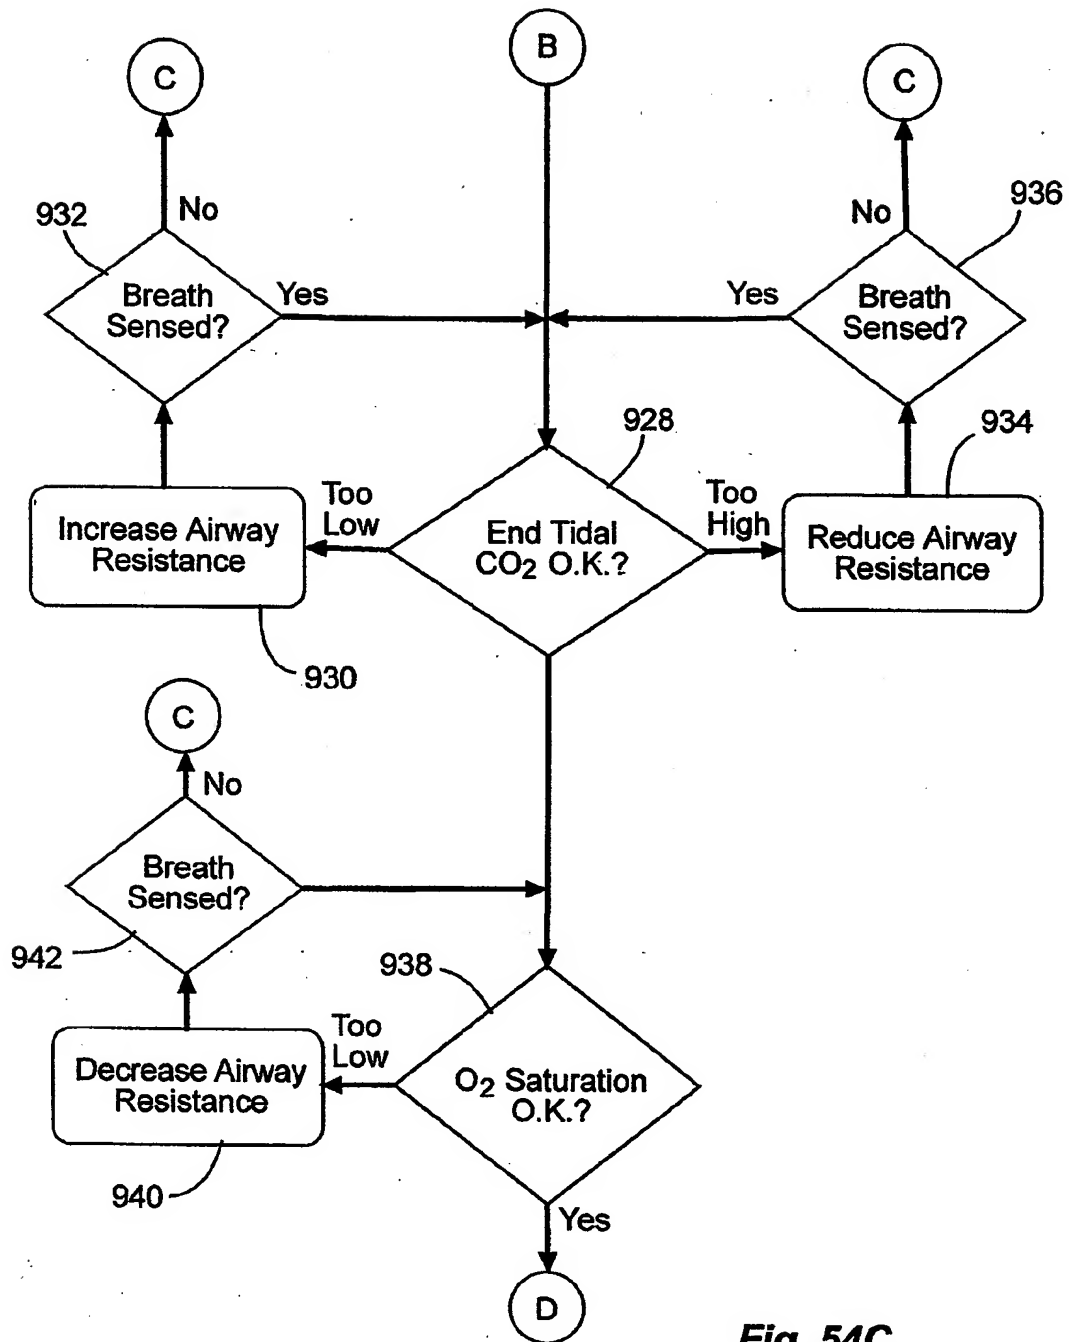 B
C
C
No
932
No
936
Breath
Sensed?
Yes
Yes
Breath
Sensed?
928
934
Too
Low
Too
High
Increase Airway
Resistance
End Tidal
CO2 O.K.?
Reduce Airway
Resistance
930
C
No
Breath
Sensed?
942
938
Too
Low
Decrease Airway
Resistance
O2 Saturation
O.K.?
940
Yes
D
Fig. 54C